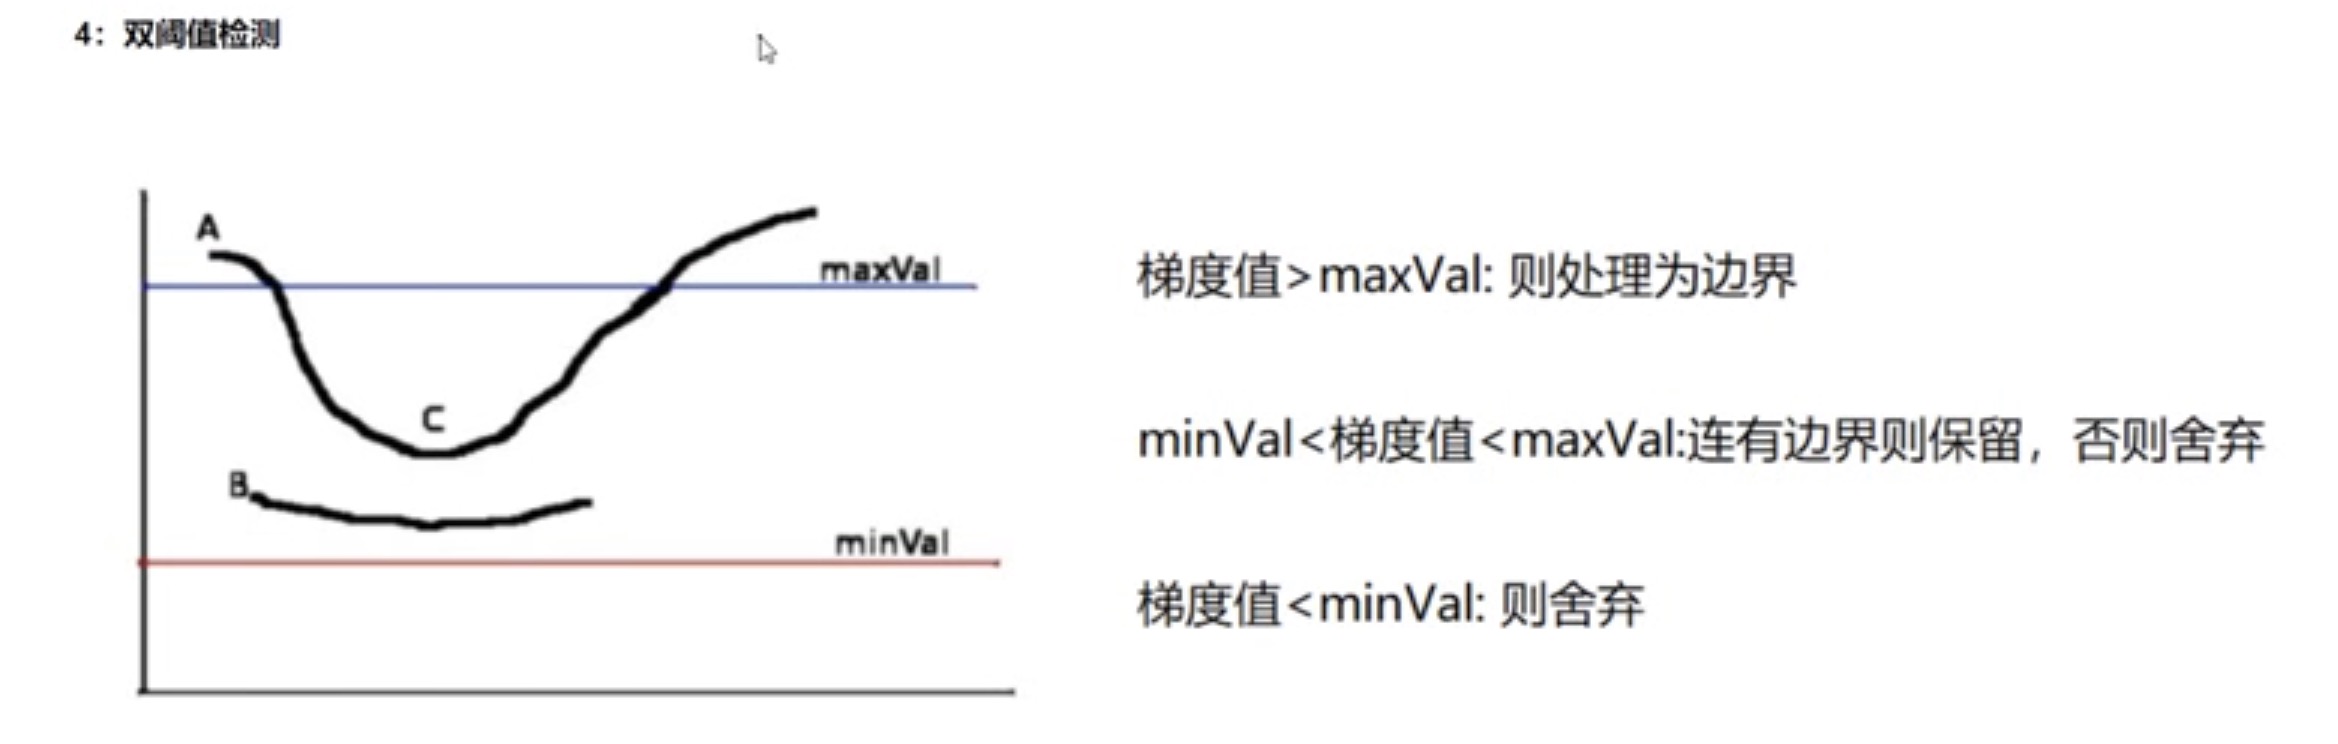 4：双阈值检测
A
maxVal
C
B
minVal
梯度值>maxVal: 则处理为边界
minVal<梯度值<maxVal:连有边界则保留，否则舍弃
梯度值<minVal: 则舍弃